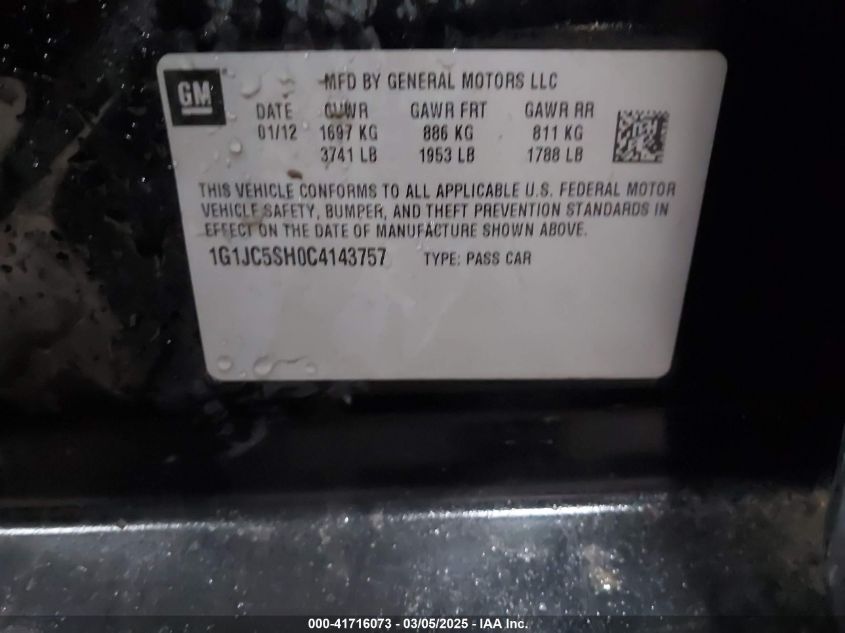 GM
MFD BY GENERAL MOTORS LLC
DATE GVWR GAWR FRT GAWR RR
01/12 1697 KG 886 KG 811 KG
3741 LB 1953 LB 1788 LB
THIS VEHICLE CONFORMS TO ALL APPLICABLE U.S. FEDERAL MOTOR
VEHICLE SAFETY, BUMPER, AND THEFT PREVENTION STANDARDS IN
EFFECT ON THE DATE OF MANUFACTURE SHOWN ABOVE.
1G1JC5SH0C4143757 TYPE: PASS CAR
000-41716073 - 03/05/2025 - IAA Inc.